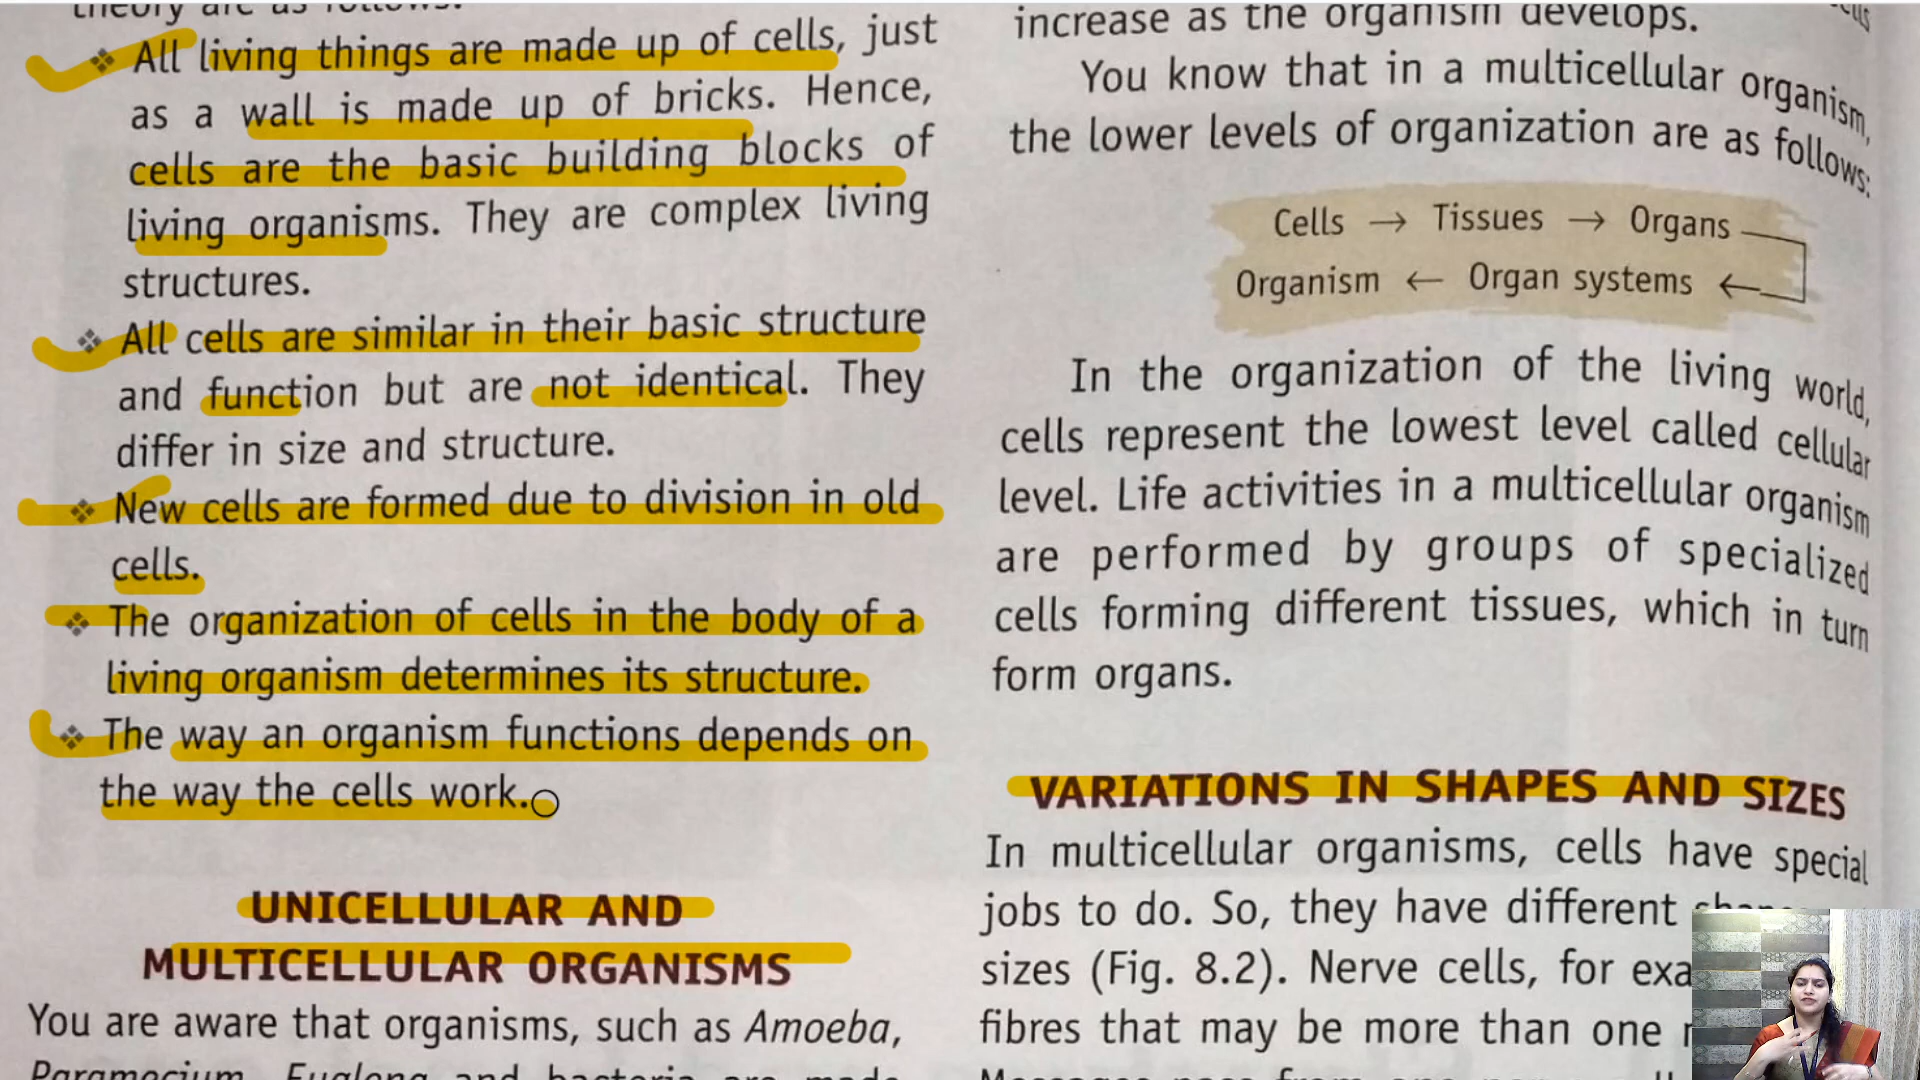 theory are as follows.
❖ All living things are made up of cells, just
as a wall is made up of bricks. Hence,
cells are the basic building blocks of
living organisms. They are complex living
structures.
❖ All cells are similar in their basic structure
and function but are not identical. They
differ in size and structure.
❖ New cells are formed due to division in old
cells.
❖ The organization of cells in the body of a
living organism determines its structure.
❖ The way an organism functions depends on
the way the cells work.
UNICELLULAR AND
MULTICELLULAR ORGANISMS
You are aware that organisms, such as Amoeba,
Paramecium, Euglena and bacteria are made
increase as the organism develops.
You know that in a multicellular organism,
the lower levels of organization are as follows:
Cells → Tissues → Organs
Organism ← Organ systems ←
In the organization of the living world,
cells represent the lowest level called cellular
level. Life activities in a multicellular organism
are performed by groups of specialized
cells forming different tissues, which in turn
form organs.
VARIATIONS IN SHAPES AND SIZES
In multicellular organisms, cells have special
jobs to do. So, they have different
sizes (Fig. 8.2). Nerve cells, for exa
fibres that may be more than one